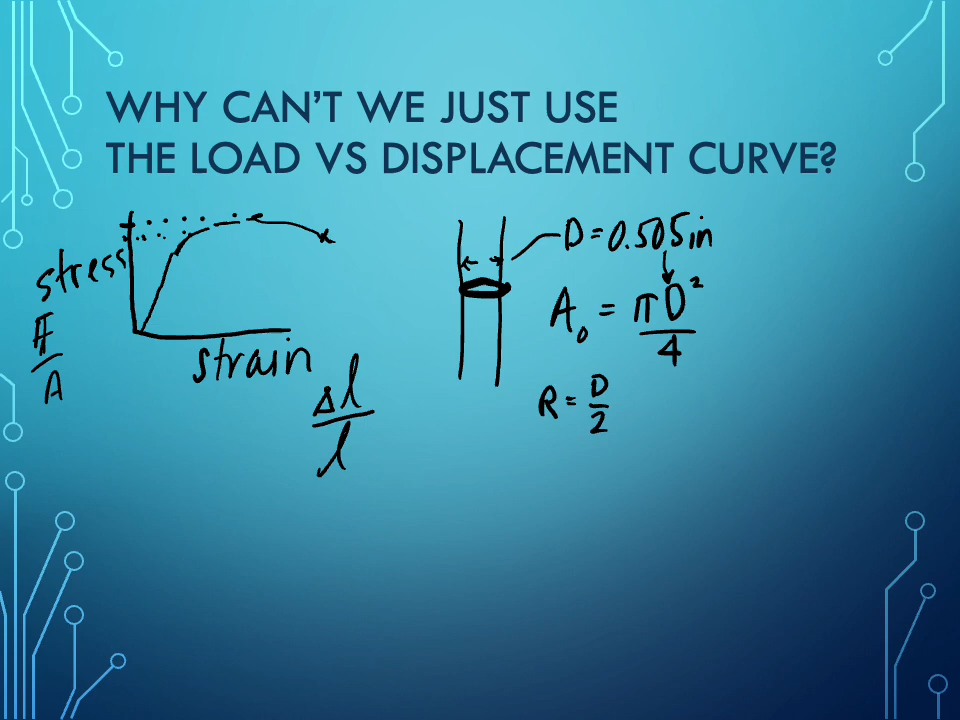 WHY CAN'T WE JUST USE
THE LOAD VS DISPLACEMENT CURVE?
stress
F
A
strain
Δl
l
D = 0.505in
A₀ = πD²
4
R = D
2